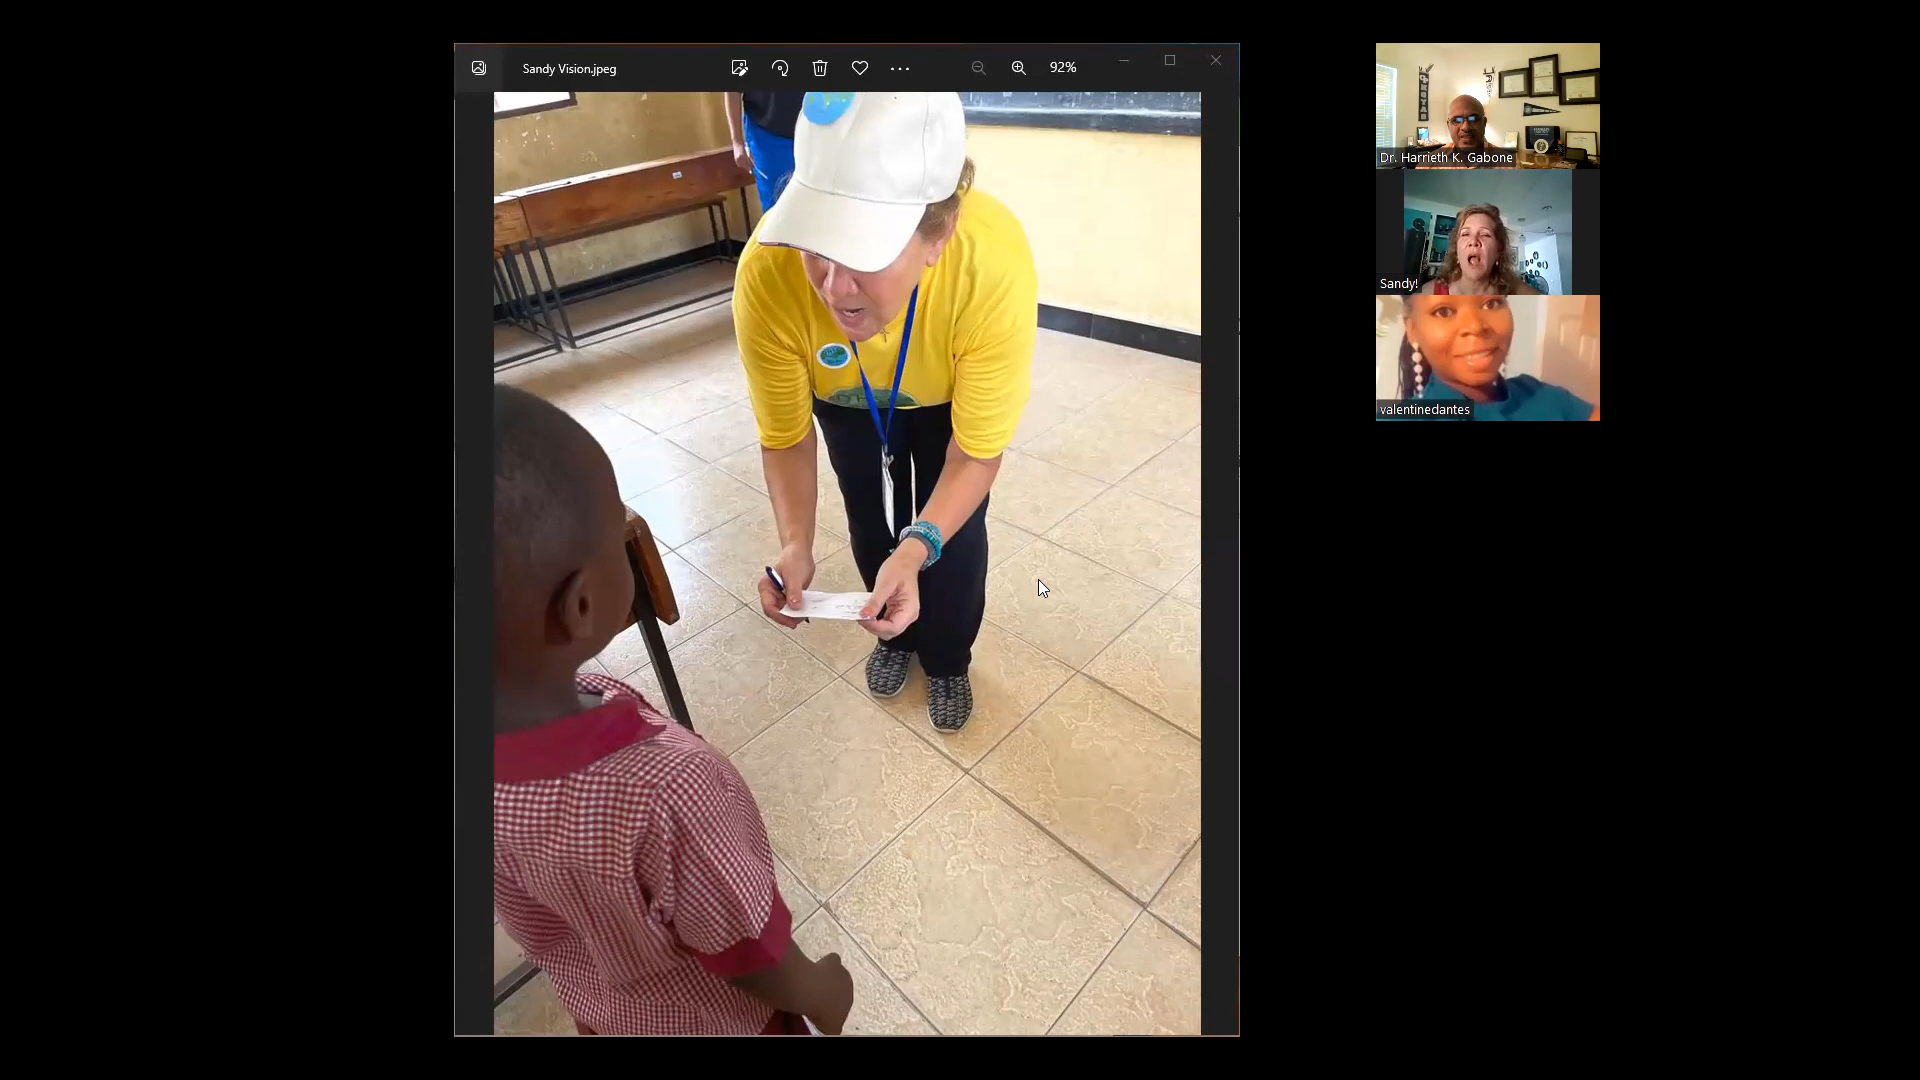 Sandy Vision.jpeg
92%
Dr. Harrieth K. Gabone
Sandy!
valentinedantes